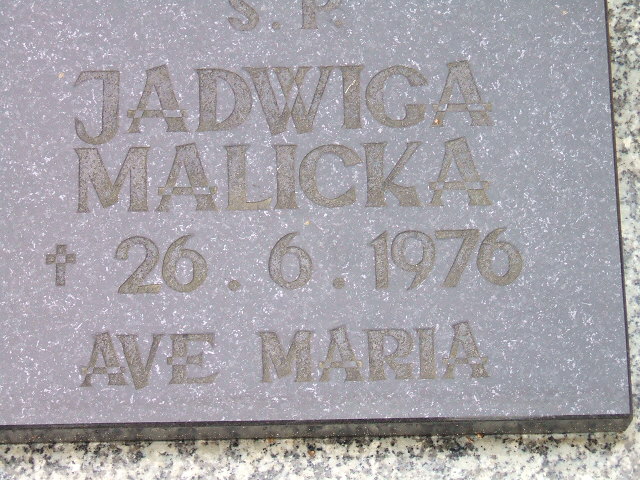 Ś.P.
JADWIGA
MALICKA
✝ 26.6.1976
AVE MARIA